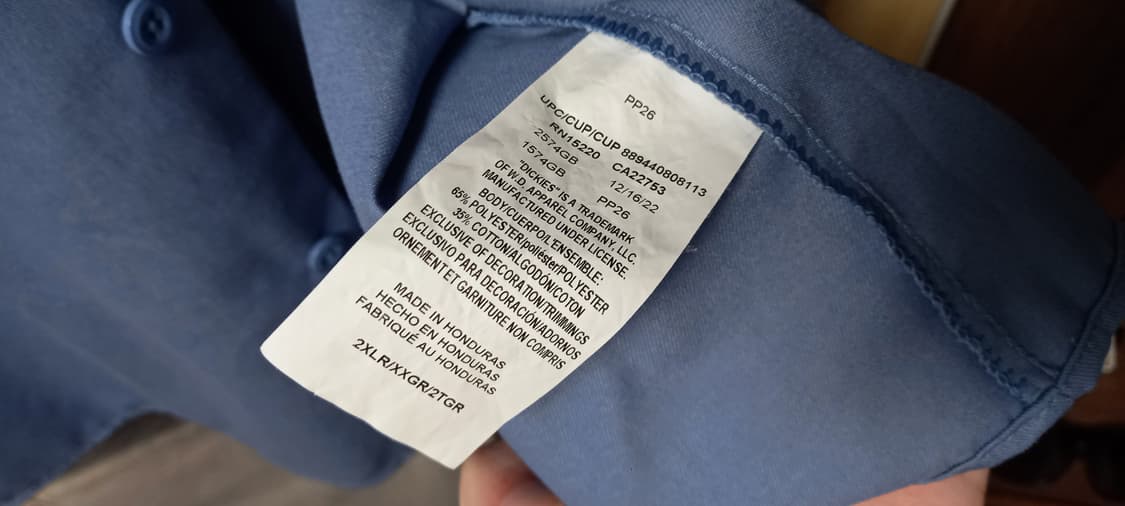 PP26
UPC/CUP/CUP 889440808113
RN15220 CA22753
2574GB 12/16/22
1574GB PP26
"DICKIES" IS A TRADEMARK
OF W.D. APPAREL COMPANY, LLC.
MANUFACTURED UNDER LICENSE.
BODY/CUERPO/L'ENSEMBLE:
65% POLYESTER/poliéster/POLYESTER
35% COTTON/ALGODÓN/COTON
EXCLUSIVE OF DECORATION/TRIMMINGS
EXCLUSIVO PARA DECORACIÓN/ADORNOS
ORNEMENT ET GARNITURE NON COMPRIS
MADE IN HONDURAS
HECHO EN HONDURAS
FABRIQUÉ AU HONDURAS
2XLR/XXGR/2TGR